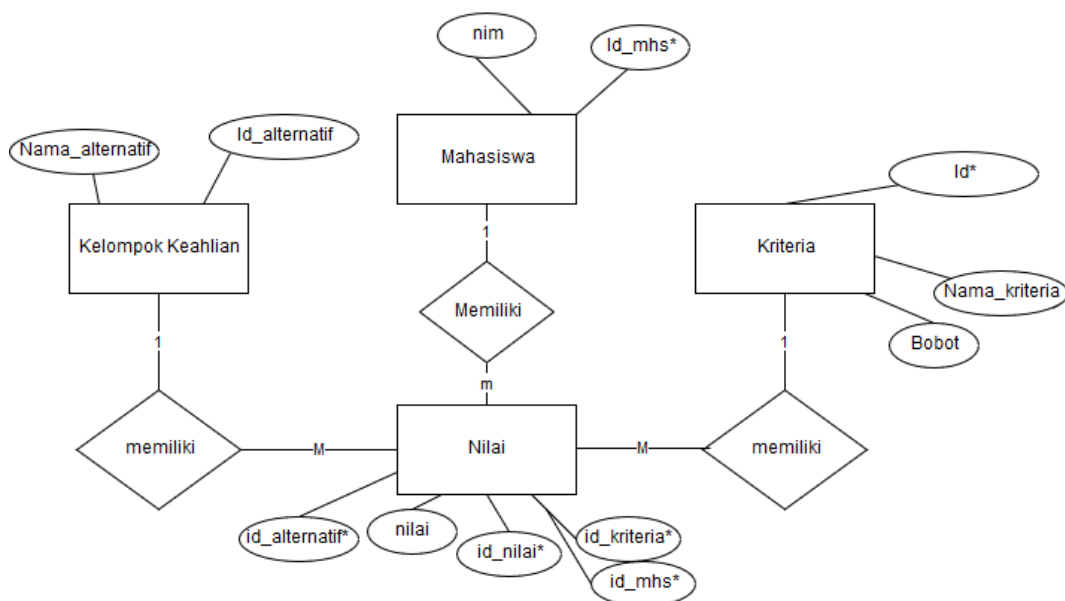 nim
Id_mhs*
Nama_alternatif
Id_alternatif
Mahasiswa
Id*
Kelompok Keahlian
Kriteria
Nama_kriteria
Bobot
1
1
1
Memiliki
m
memiliki
M
Nilai
M
memiliki
id_alternatif*
nilai
id_nilai*
id_kriteria*
id_mhs*